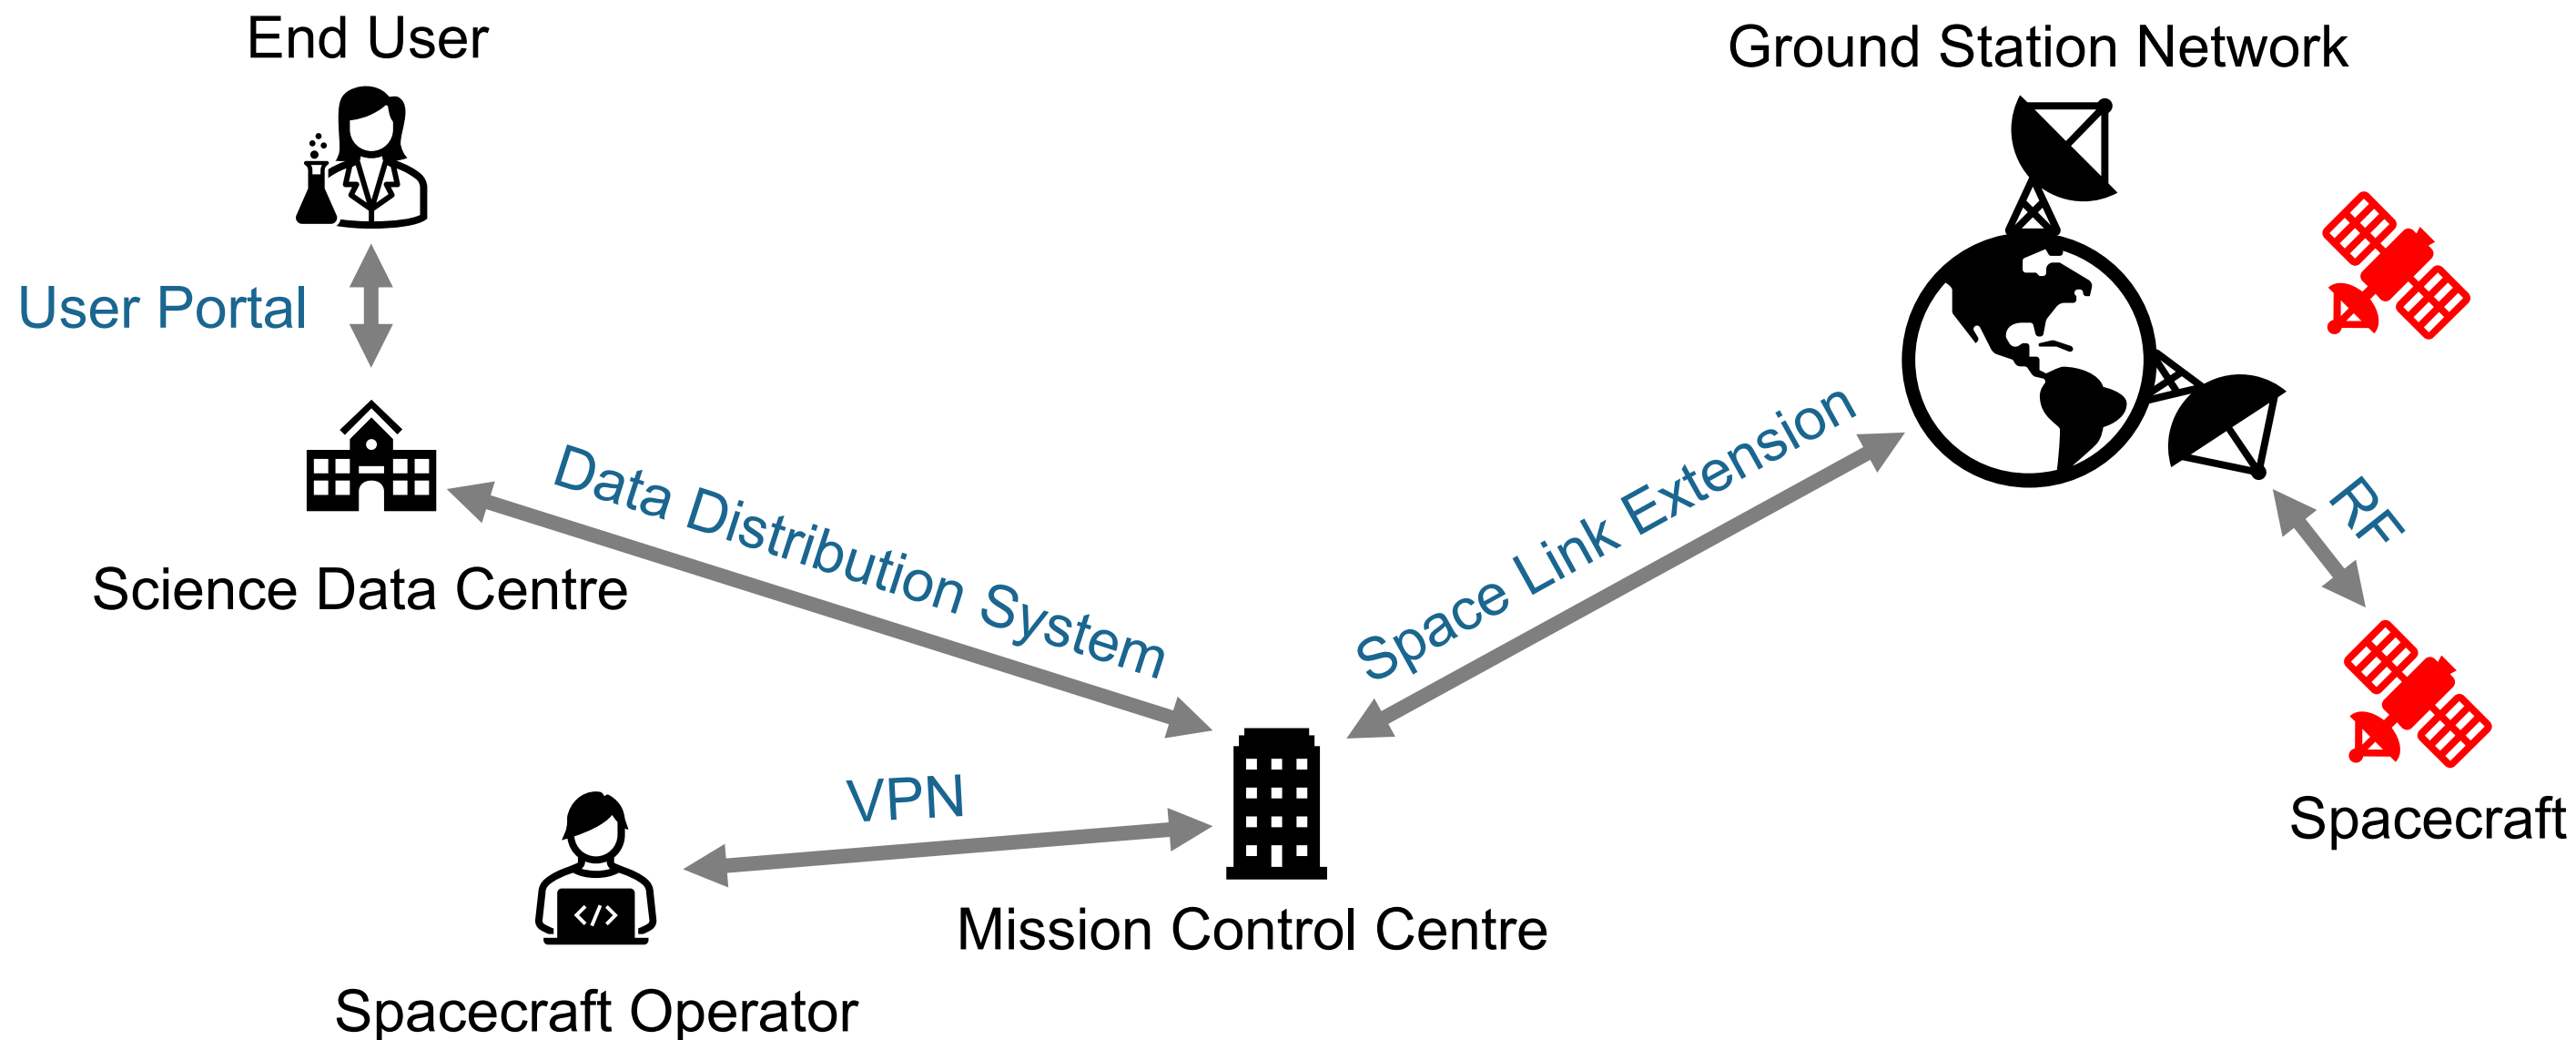 End User
Ground Station Network
User Portal
Data Distribution System
Space Link Extension
RF
Science Data Centre
VPN
Spacecraft
Mission Control Centre
Spacecraft Operator